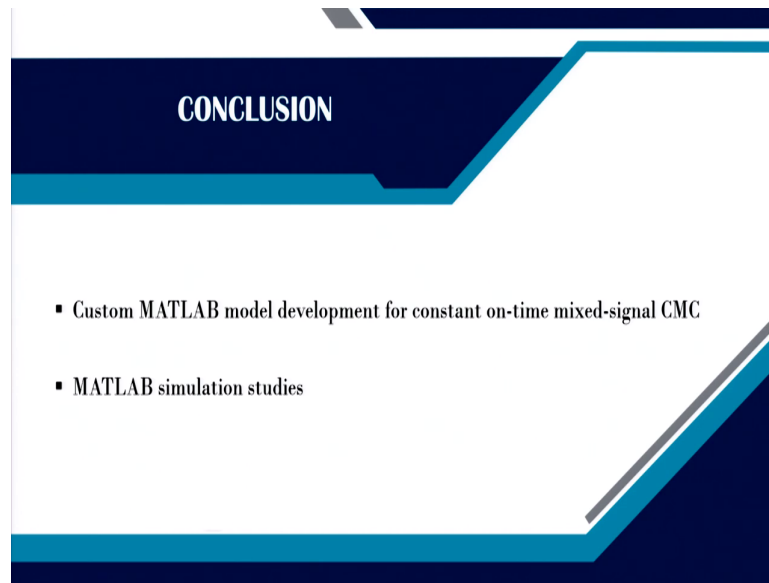 CONCLUSION
▪ Custom MATLAB model development for constant on-time mixed-signal CMC
▪ MATLAB simulation studies